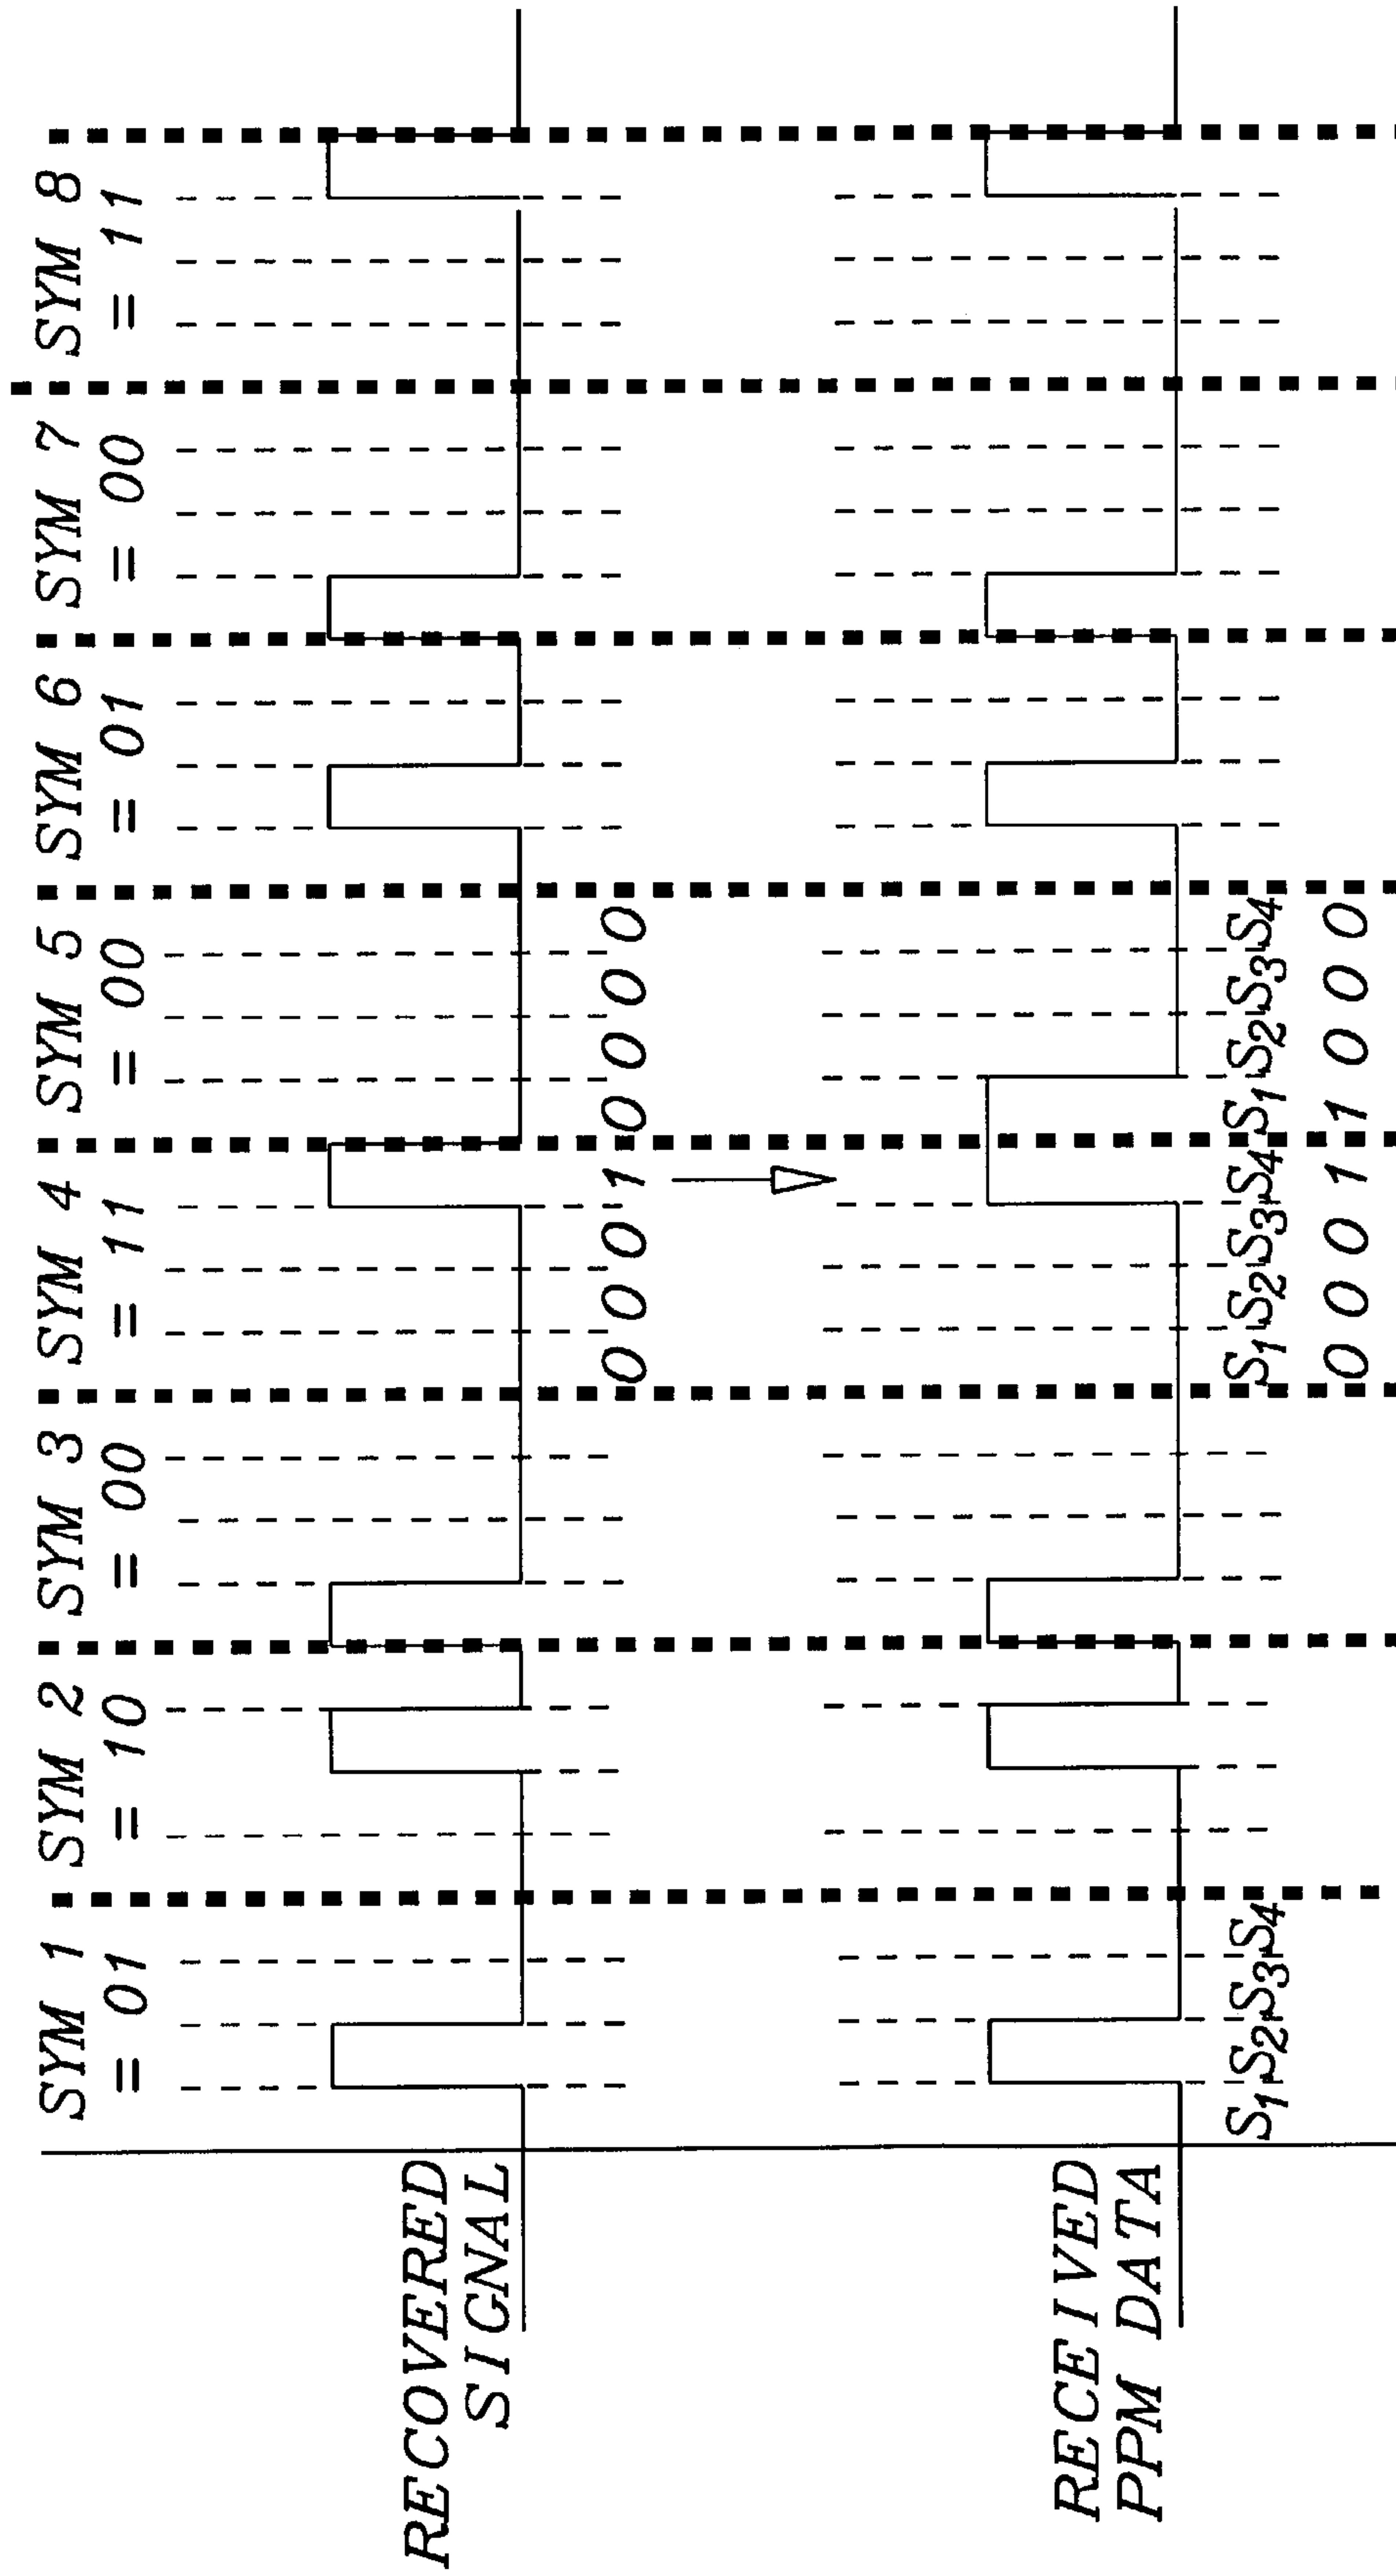 SYM 1 SYM 2 SYM 3 SYM 4 SYM 5 SYM 6 SYM 7 SYM 8
= 01 = 10 = 00 = 11 = 00 = 01 = 00 = 11
RECOVERED
SIGNAL
0 0 0 1 0 0 0 0
RECEIVED
PPM DATA
S1 S2 S3 S4 S1 S2 S3 S4 S1 S2 S3 S4
0 0 0 1 1 0 0 0